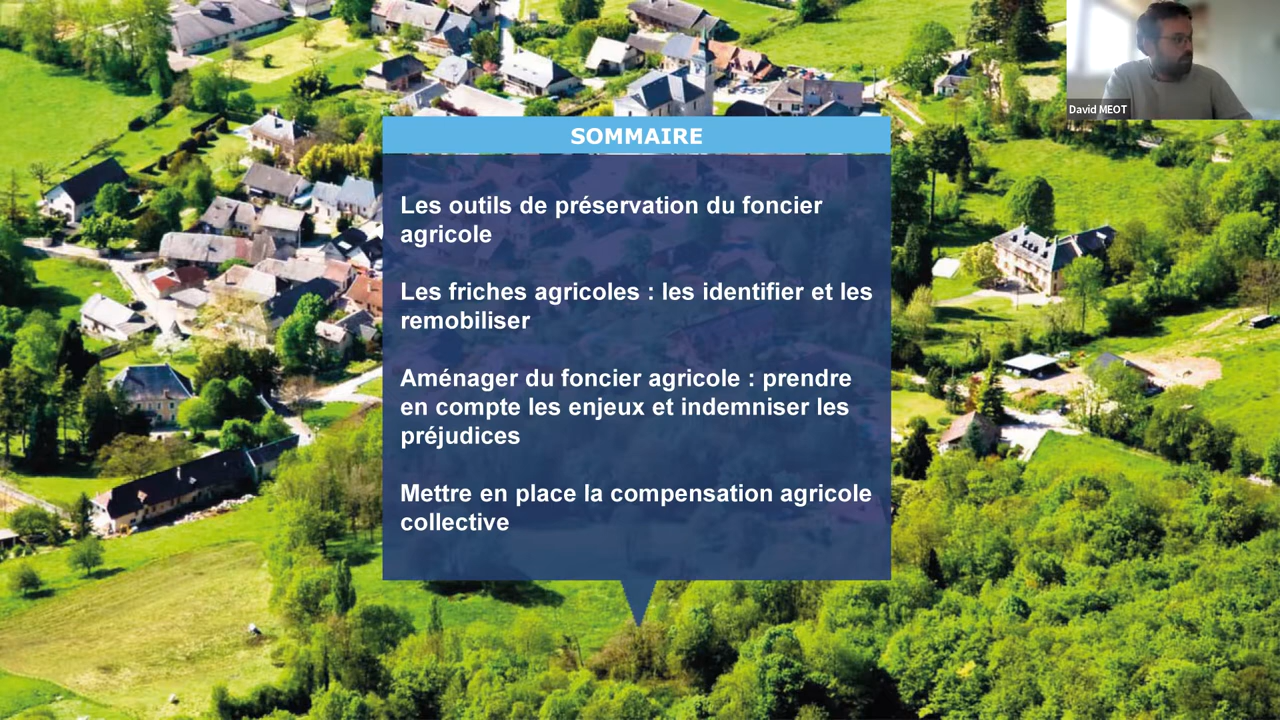 SOMMAIRE
Les outils de préservation du foncier
agricole
Les friches agricoles : les identifier et les
remobiliser
Aménager du foncier agricole : prendre
en compte les enjeux et indemniser les
préjudices
Mettre en place la compensation agricole
collective
David MEOT